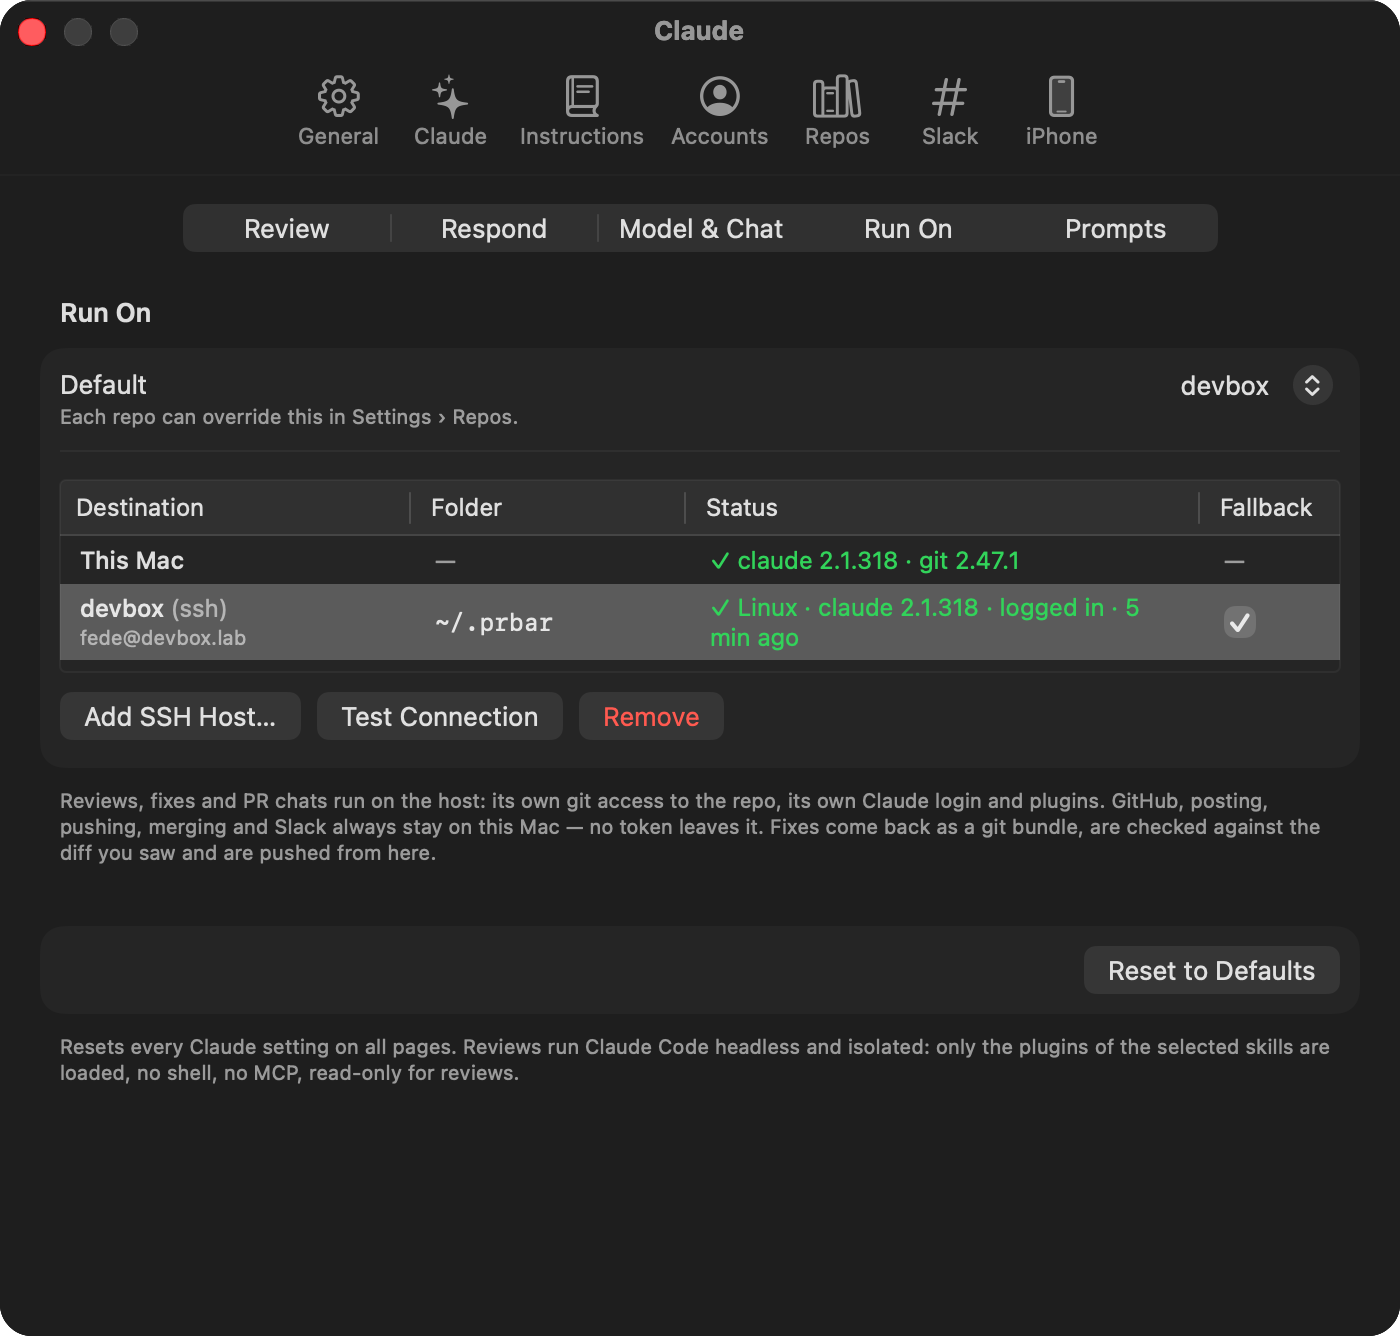 Claude
General
Claude
Instructions
Accounts
Repos
Slack
iPhone
Review
Respond
Model & Chat
Run On
Prompts
Run On
Default
devbox
Each repo can override this in Settings › Repos.
Destination
Folder
Status
Fallback
This Mac
—
✓ claude 2.1.318 · git 2.47.1
—
devbox (ssh)
fede@devbox.lab
~/.prbar
✓ Linux · claude 2.1.318 · logged in · 5
min ago
Add SSH Host...
Test Connection
Remove
Reviews, fixes and PR chats run on the host: its own git access to the repo, its own Claude login and plugins. GitHub, posting,
pushing, merging and Slack always stay on this Mac — no token leaves it. Fixes come back as a git bundle, are checked against the
diff you saw and are pushed from here.
Reset to Defaults
Resets every Claude setting on all pages. Reviews run Claude Code headless and isolated: only the plugins of the selected skills are
loaded, no shell, no MCP, read-only for reviews.